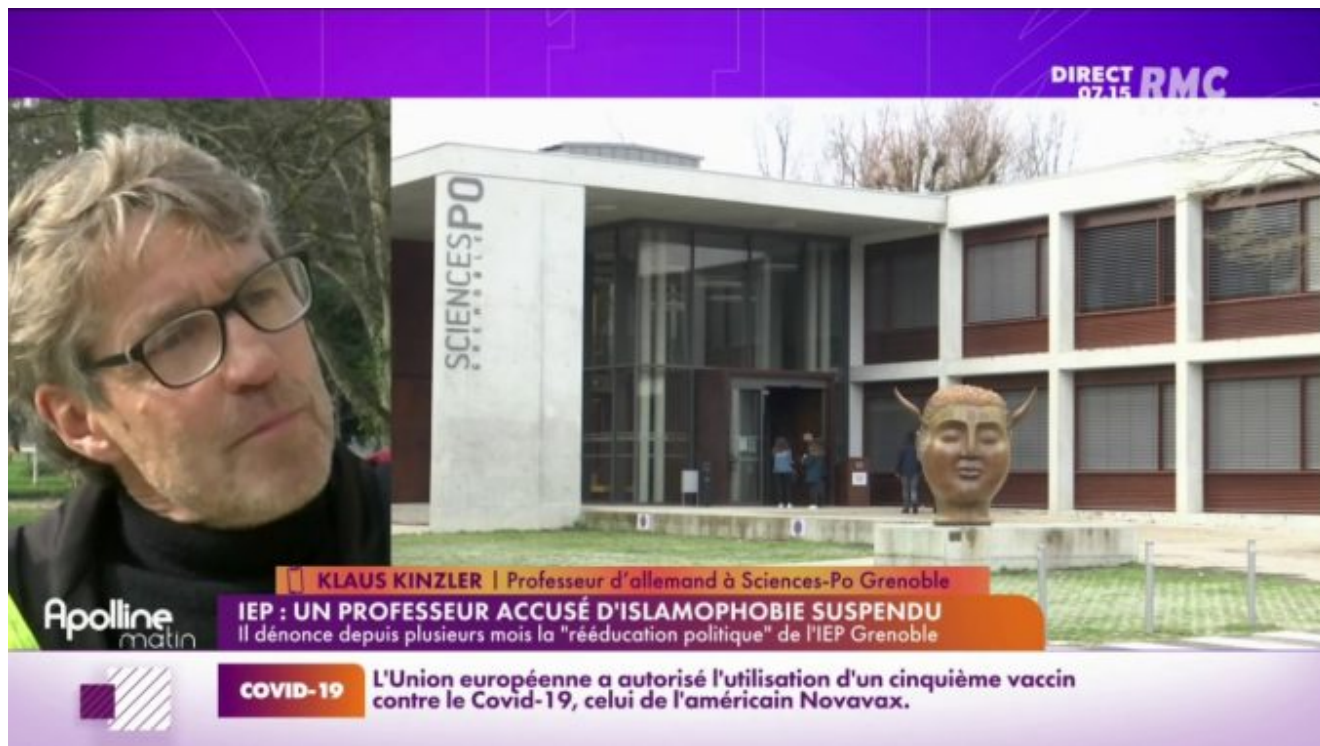 DIRECT
07.15
RMC
SCIENCESPO
GRENOBLE
KLAUS KINZLER | Professeur d'allemand à Sciences-Po Grenoble
Apolline
matin
IEP : UN PROFESSEUR ACCUSÉ D'ISLAMOPHOBIE SUSPENDU
Il dénonce depuis plusieurs mois la "rééducation politique" de l'IEP Grenoble
COVID-19
L'Union européenne a autorisé l'utilisation d'un cinquième vaccin
contre le Covid-19, celui de l'américain Novavax.